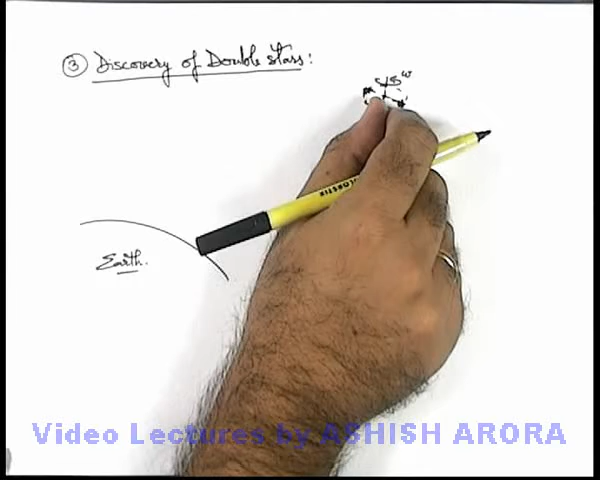 ③ Discovery of Double Stars:
ω
Earth.
Video Lectures by ASHISH ARORA